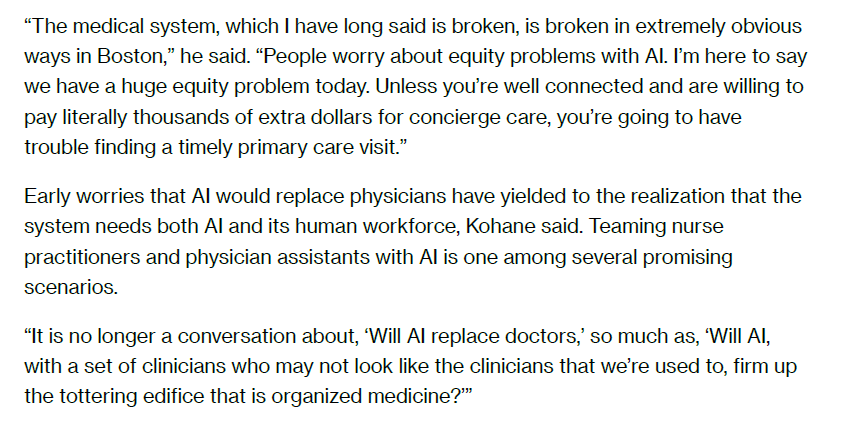 “The medical system, which I have long said is broken, is broken in extremely obvious
ways in Boston,” he said. “People worry about equity problems with AI. I’m here to say
we have a huge equity problem today. Unless you’re well connected and are willing to
pay literally thousands of extra dollars for concierge care, you’re going to have
trouble finding a timely primary care visit.”
Early worries that AI would replace physicians have yielded to the realization that the
system needs both AI and its human workforce, Kohane said. Teaming nurse
practitioners and physician assistants with AI is one among several promising
scenarios.
“It is no longer a conversation about, ‘Will AI replace doctors,’ so much as, ‘Will AI,
with a set of clinicians who may not look like the clinicians that we’re used to, firm up
the tottering edifice that is organized medicine?’”